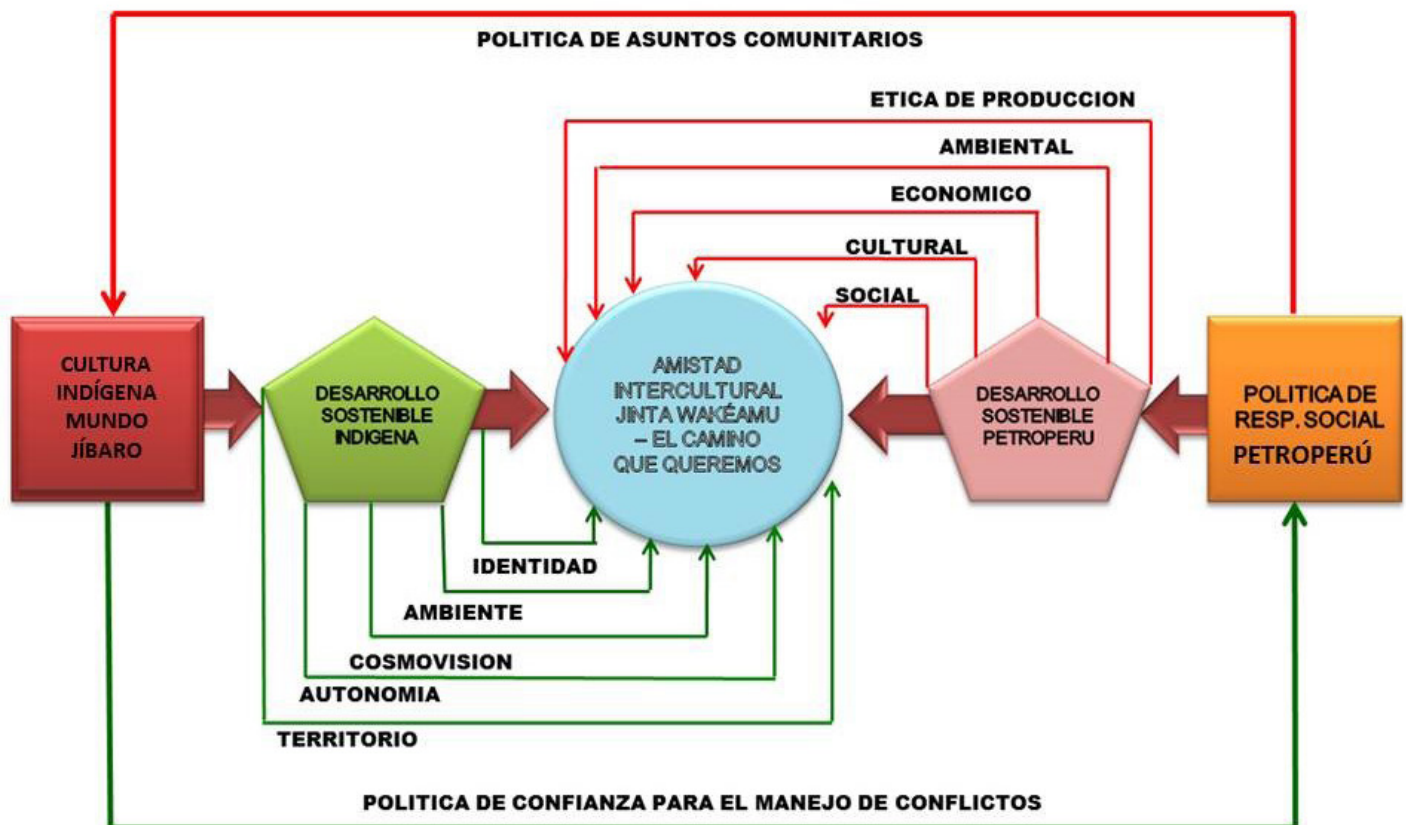 POLITICA DE ASUNTOS COMUNITARIOS
ETICA DE PRODUCCION
AMBIENTAL
ECONOMICO
CULTURAL
SOCIAL
CULTURA
INDÍGENA
MUNDO
JÍBARO
DESARROLLO
SOSTENIBLE
INDIGENA
AMISTAD
INTERCULTURAL
JINTA WAKÉAMU
– EL CAMINO
QUE QUEREMOS
DESARROLLO
SOSTENIBLE
PETROPERU
POLITICA DE
RESP. SOCIAL
PETROPERÚ
IDENTIDAD
AMBIENTE
COSMOVISION
AUTONOMIA
TERRITORIO
POLITICA DE CONFIANZA PARA EL MANEJO DE CONFLICTOS